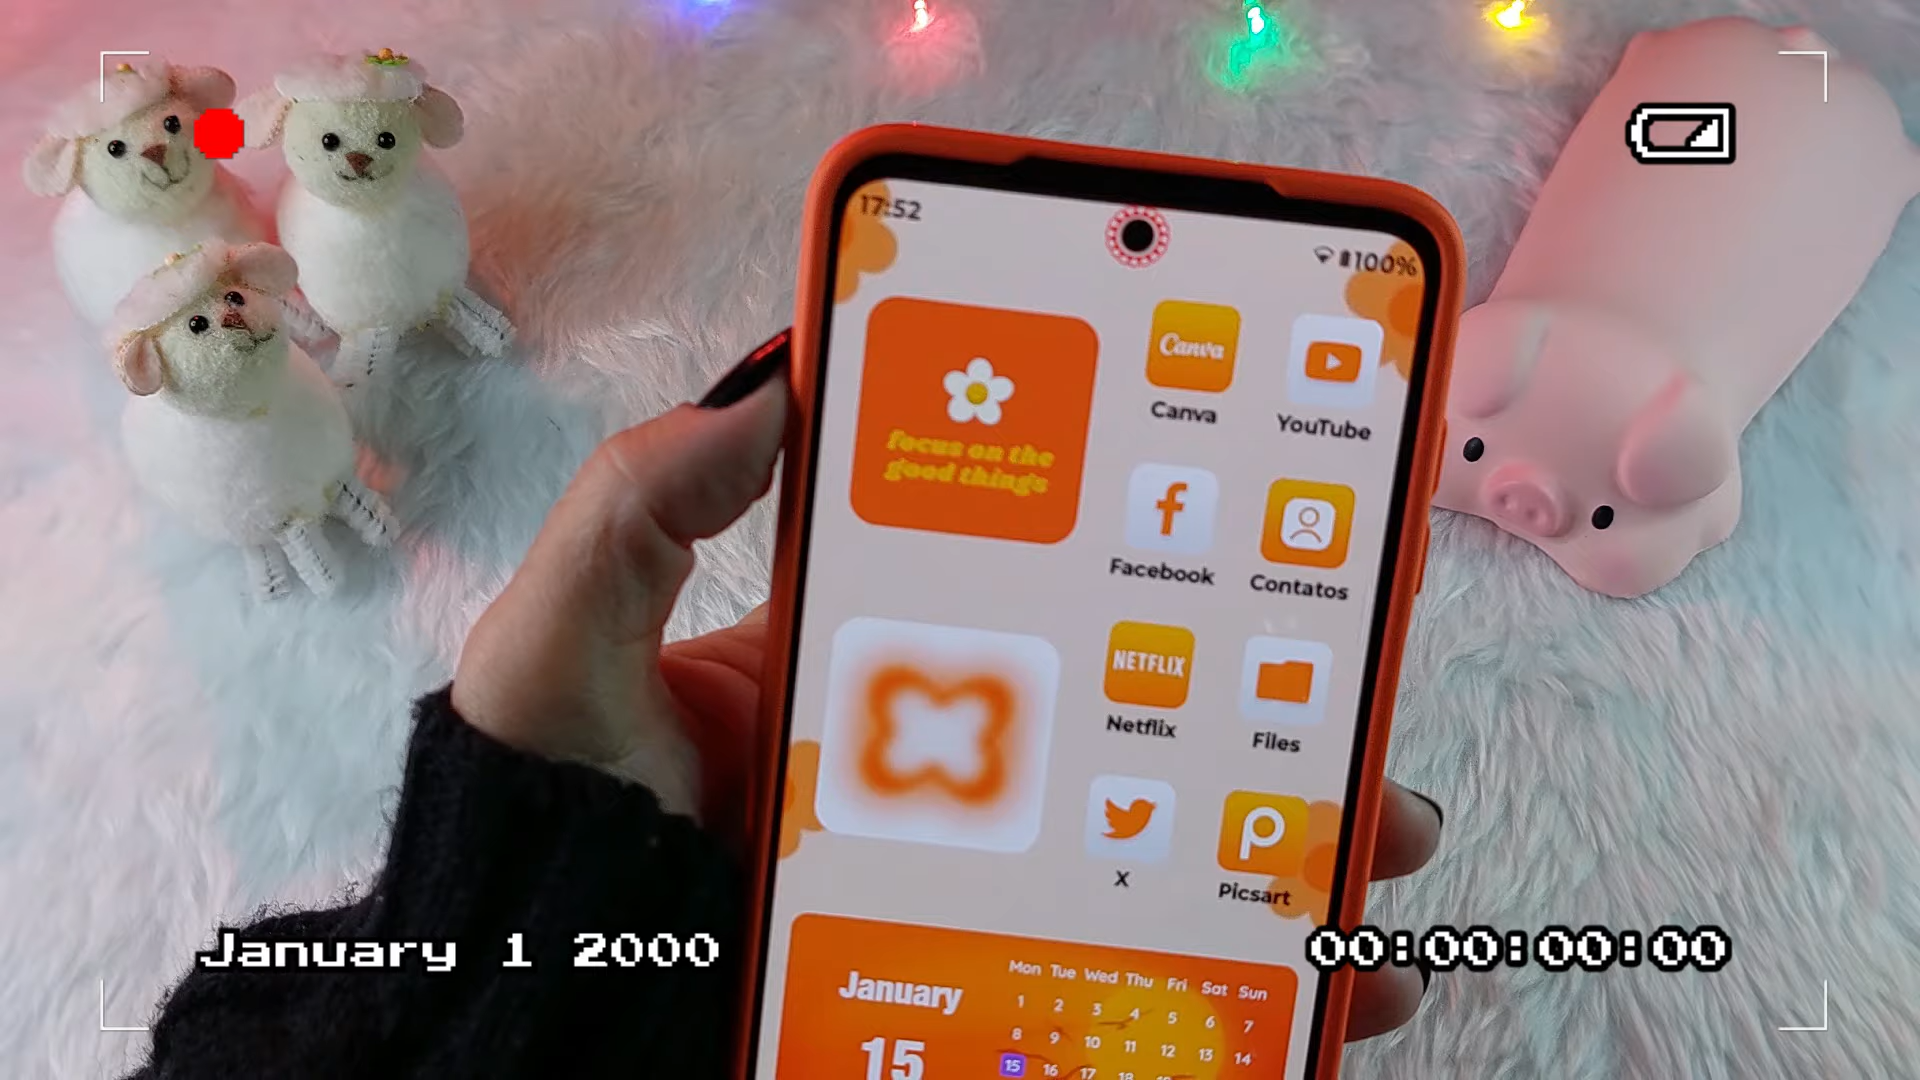 17:52
100%
focus on the
good things
Canva
Canva
YouTube
Facebook
Contatos
NETFLIX
Netflix
Files
X
Picsart
January 1 2000
00:00:00:00
January
15
Mon Tue Wed Thu Fri Sat Sun
1 2 3 4 5 6 7
8 9 10 11 12 13 14
15 16 17 18